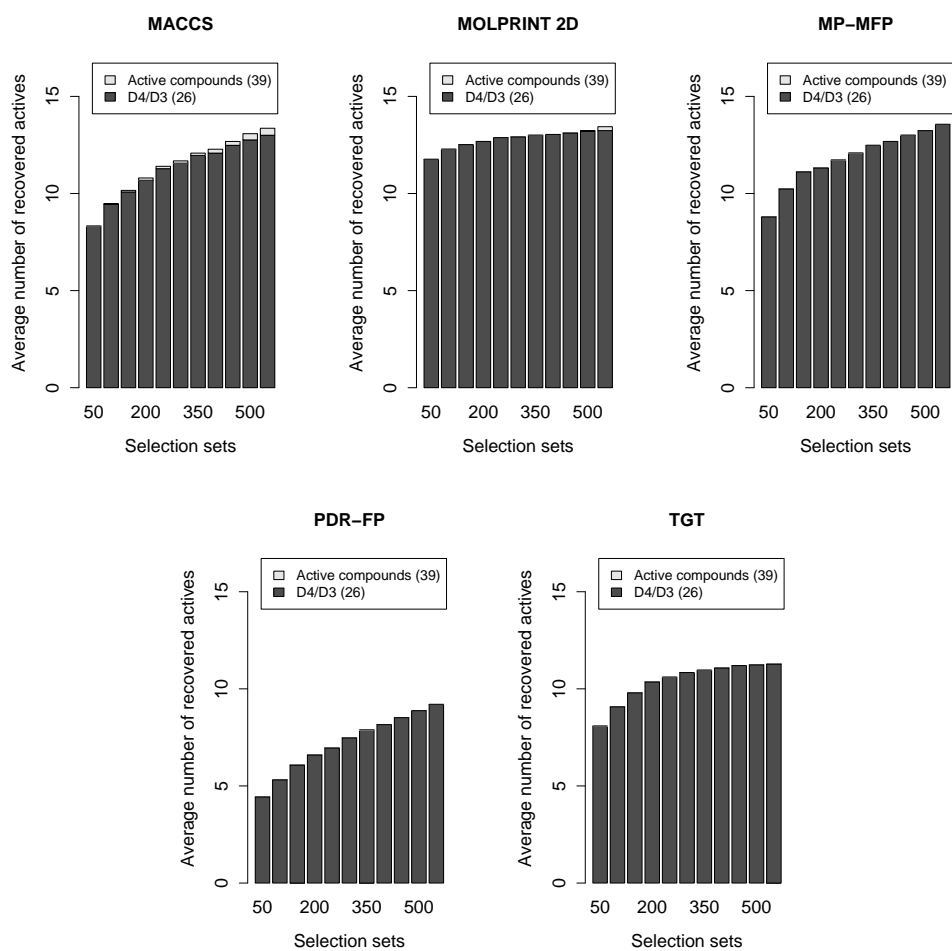 MACCS
Average number of recovered actives
0 5 10 15
Active compounds (39)
D4/D3 (26)
50 200 350 500
Selection sets
MOLPRINT 2D
Average number of recovered actives
0 5 10 15
Active compounds (39)
D4/D3 (26)
50 200 350 500
Selection sets
MP−MFP
Average number of recovered actives
0 5 10 15
Active compounds (39)
D4/D3 (26)
50 200 350 500
Selection sets
PDR−FP
Average number of recovered actives
0 5 10 15
Active compounds (39)
D4/D3 (26)
50 200 350 500
Selection sets
TGT
Average number of recovered actives
0 5 10 15
Active compounds (39)
D4/D3 (26)
50 200 350 500
Selection sets